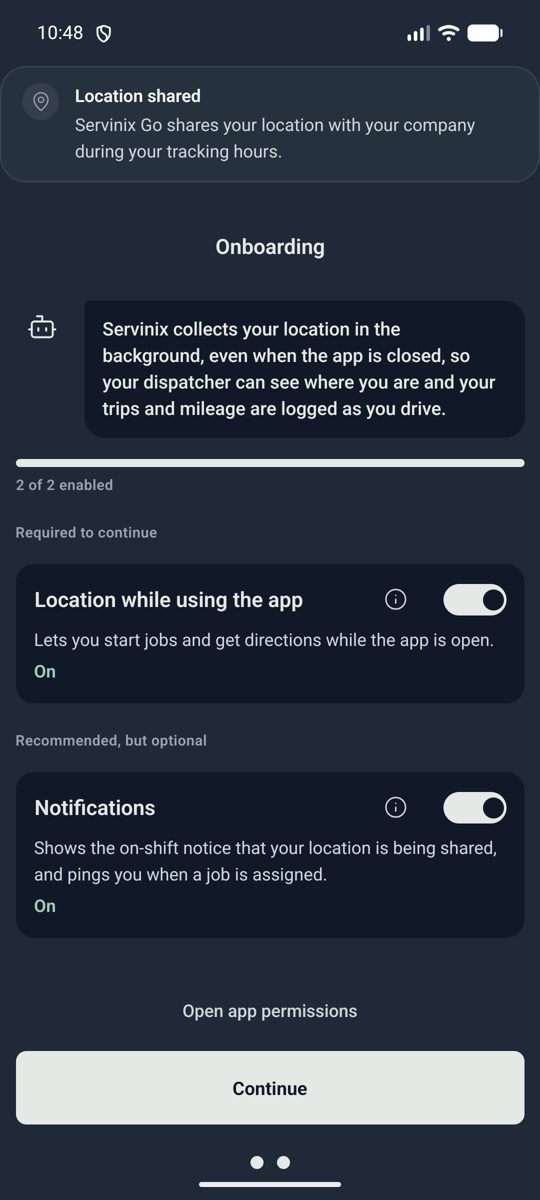 10:48
Location shared
Servinix Go shares your location with your company
during your tracking hours.
Onboarding
Servinix collects your location in the
background, even when the app is closed, so
your dispatcher can see where you are and your
trips and mileage are logged as you drive.
2 of 2 enabled
Required to continue
Location while using the app
Lets you start jobs and get directions while the app is open.
On
Recommended, but optional
Notifications
Shows the on-shift notice that your location is being shared,
and pings you when a job is assigned.
On
Open app permissions
Continue